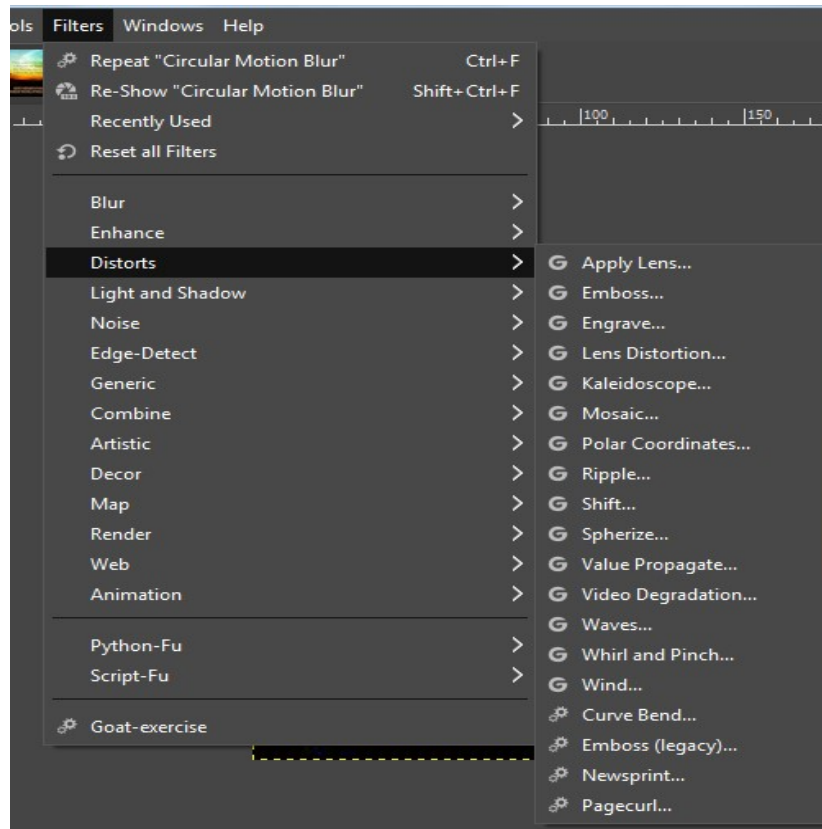 ols Filters Windows Help
Repeat "Circular Motion Blur" Ctrl+F
Re-Show "Circular Motion Blur" Shift+Ctrl+F
Recently Used
100 150
Reset all Filters
Blur
Enhance
Distorts
Light and Shadow
Noise
Edge-Detect
Generic
Combine
Artistic
Decor
Map
Render
Web
Animation
Python-Fu
Script-Fu
Goat-exercise
Apply Lens...
Emboss...
Engrave...
Lens Distortion...
Kaleidoscope...
Mosaic...
Polar Coordinates...
Ripple...
Shift...
Spherize...
Value Propagate...
Video Degradation...
Waves...
Whirl and Pinch...
Wind...
Curve Bend...
Emboss (legacy)...
Newsprint...
Pagecurl...